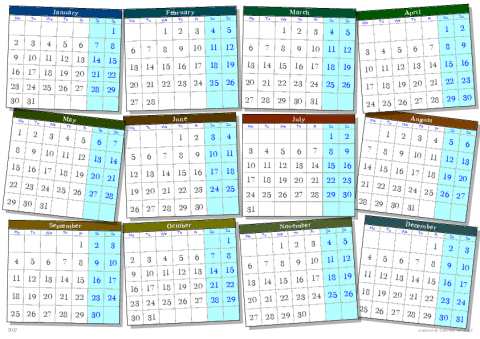 January
Mo Tu We Th Fr Sa Su
1
2 3 4 5 6 7 8
9 10 11 12 13 14 15
16 17 18 19 20 21 22
23 24 25 26 27 28 29
30 31
February
Mo Tu We Th Fr Sa Su
1 2 3 4 5
6 7 8 9 10 11 12
13 14 15 16 17 18 19
20 21 22 23 24 25 26
27 28
March
Mo Tu We Th Fr Sa Su
1 2 3 4 5
6 7 8 9 10 11 12
13 14 15 16 17 18 19
20 21 22 23 24 25 26
27 28 29 30 31
April
Mo Tu We Th Fr Sa Su
1 2
3 4 5 6 7 8 9
10 11 12 13 14 15 16
17 18 19 20 21 22 23
24 25 26 27 28 29 30
May
Mo Tu We Th Fr Sa Su
1 2 3 4 5 6 7
8 9 10 11 12 13 14
15 16 17 18 19 20 21
22 23 24 25 26 27 28
29 30 31
June
Mo Tu We Th Fr Sa Su
1 2 3 4
5 6 7 8 9 10 11
12 13 14 15 16 17 18
19 20 21 22 23 24 25
26 27 28 29 30
July
Mo Tu We Th Fr Sa Su
1 2
3 4 5 6 7 8 9
10 11 12 13 14 15 16
17 18 19 20 21 22 23
24 25 26 27 28 29 30
31
August
Mo Tu We Th Fr Sa Su
1 2 3 4 5 6
7 8 9 10 11 12 13
14 15 16 17 18 19 20
21 22 23 24 25 26 27
28 29 30 31
September
Mo Tu We Th Fr Sa Su
1 2 3
4 5 6 7 8 9 10
11 12 13 14 15 16 17
18 19 20 21 22 23 24
25 26 27 28 29 30
October
Mo Tu We Th Fr Sa Su
1
2 3 4 5 6 7 8
9 10 11 12 13 14 15
16 17 18 19 20 21 22
23 24 25 26 27 28 29
30 31
November
Mo Tu We Th Fr Sa Su
1 2 3 4 5
6 7 8 9 10 11 12
13 14 15 16 17 18 19
20 21 22 23 24 25 26
27 28 29 30
December
Mo Tu We Th Fr Sa Su
1 2 3
4 5 6 7 8 9 10
11 12 13 14 15 16 17
18 19 20 21 22 23 24
25 26 27 28 29 30 31
2017